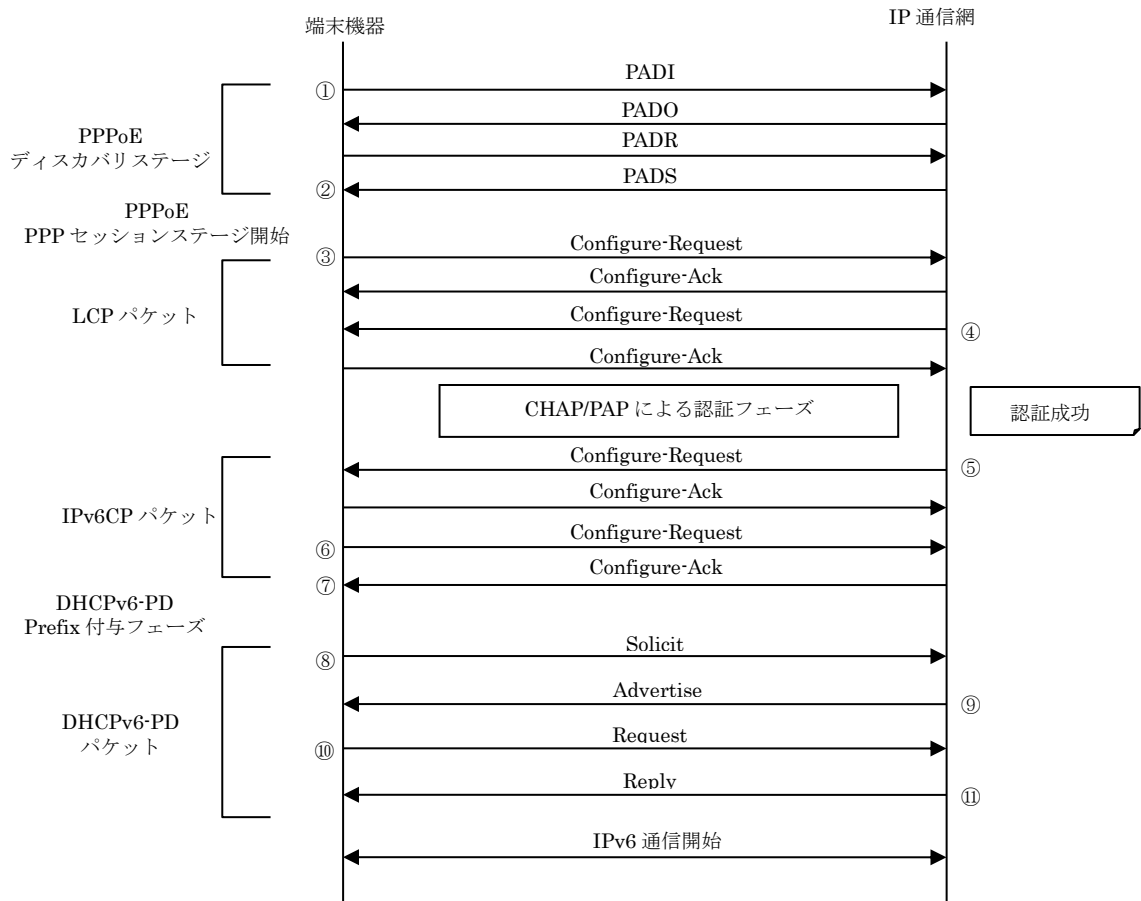 端末機器
IP 通信網
PADI
①
PADO
PPPoE
ディスカバリステージ
PADR
PADS
②
PPPoE
PPP セッションステージ開始
Configure-Request
③
Configure-Ack
LCP パケット
Configure-Request
④
Configure-Ack
CHAP/PAP による認証フェーズ
認証成功
Configure-Request
⑤
Configure-Ack
IPv6CP パケット
Configure-Request
⑥
Configure-Ack
⑦
DHCPv6-PD
Prefix 付与フェーズ
Solicit
⑧
Advertise
⑨
DHCPv6-PD
パケット
Request
⑩
Reply
⑪
IPv6 通信開始